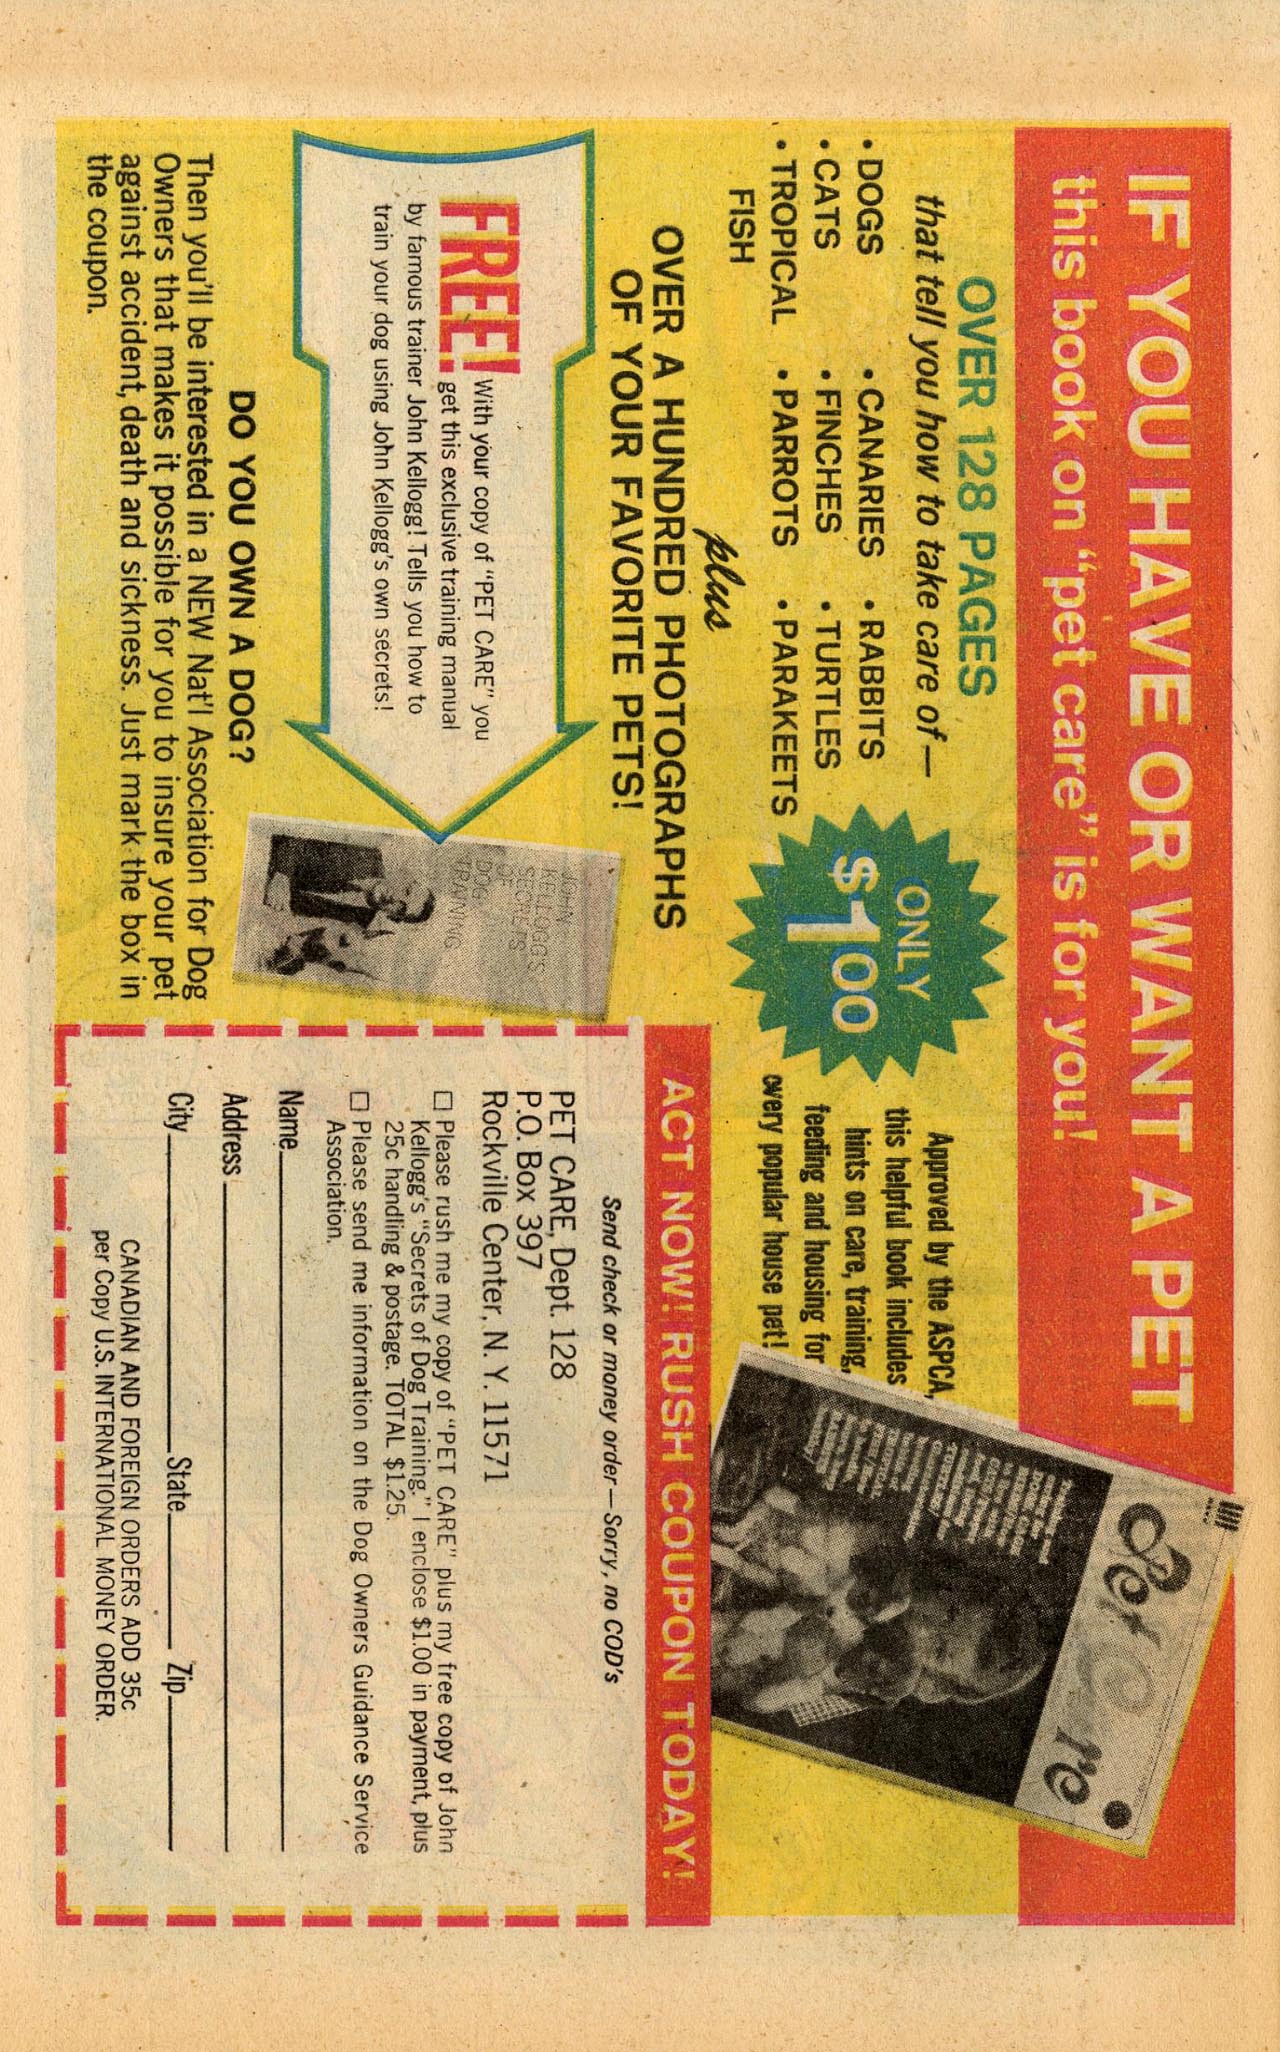 IF YOU HAVE OR WANT A PET
this book on "pet care" is for you!
OVER 128 PAGES
that tell you how to take care of—
• DOGS • CANARIES • RABBITS
• CATS • FINCHES • TURTLES
• TROPICAL FISH • PARROTS • PARAKEETS
ONLY
$1.00
Approved by the ASPCA,
this helpful book includes
hints on care, training,
feeding and housing for
every popular house pet!
plus
OVER A HUNDRED PHOTOGRAPHS
OF YOUR FAVORITE PETS!
FREE! With your copy of "PET CARE" you
get this exclusive training manual
by famous trainer John Kellogg! Tells you how to
train your dog using John Kellogg's own secrets!
JOHN
KELLOGG'S
SECRETS
OF
DOG
TRAINING
DO YOU OWN A DOG?
Then you'll be interested in a NEW Nat'l Association for Dog
Owners that makes it possible for you to insure your pet
against accident, death and sickness. Just mark the box in
the coupon.
Pet Care
ACT NOW! RUSH COUPON TODAY!
Send check or money order—Sorry, no COD's
PET CARE, Dept. 128
P.O. Box 397
Rockville Center, N. Y. 11571
□ Please rush me my copy of "PET CARE" plus my free copy of John
Kellogg's "Secrets of Dog Training." I enclose $1.00 in payment, plus
25c handling & postage. TOTAL $1.25.
□ Please send me information on the Dog Owners Guidance Service
Association.
Name
Address
City State Zip
CANADIAN AND FOREIGN ORDERS ADD 35c
per Copy U.S. INTERNATIONAL MONEY ORDER.